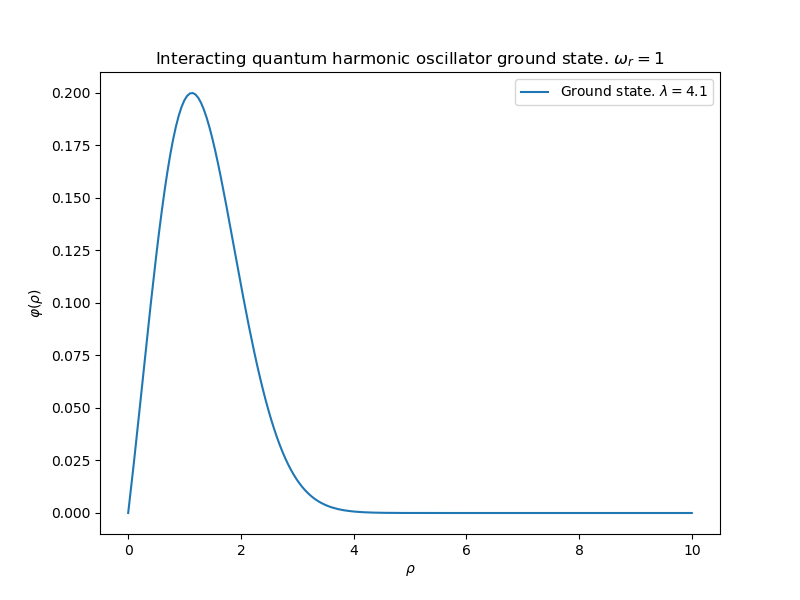 Interacting quantum harmonic oscillator ground state. ωᵣ = 1
Ground state. λ = 4.1
0.200
0.175
0.150
0.125
0.100
0.075
0.050
0.025
0.000
φ(ρ)
0 2 4 6 8 10
ρ